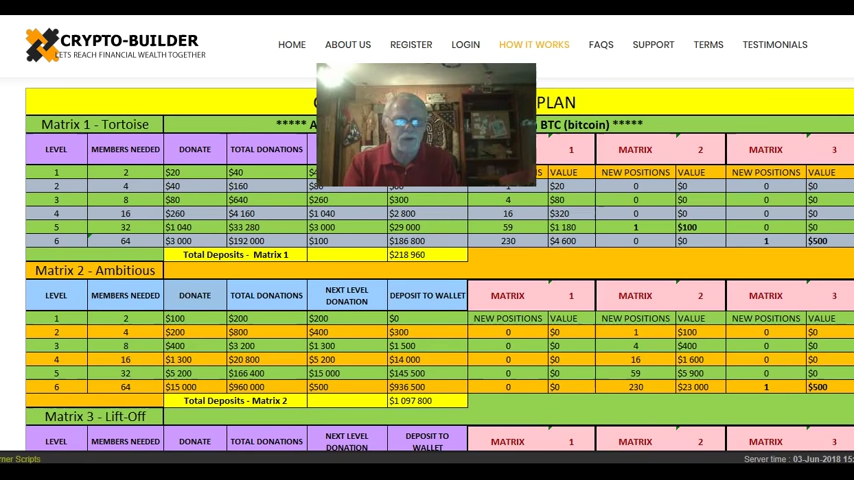 CRYPTO-BUILDER
LETS REACH FINANCIAL WEALTH TOGETHER
HOME ABOUT US REGISTER LOGIN HOW IT WORKS FAQS SUPPORT TERMS TESTIMONIALS
PLAN
Matrix 1 - Tortoise ***** BTC (bitcoin) *****
LEVEL MEMBERS NEEDED DONATE TOTAL DONATIONS 1 MATRIX 2 MATRIX 3
1 2 $20 $40 VALUE NEW POSITIONS VALUE NEW POSITIONS VALUE
2 4 $40 $160 $20 0 $0 0 $0
3 8 $80 $640 $260 $300 4 $80 0 $0 0 $0
4 16 $260 $4 160 $1 040 $2 800 16 $320 0 $0 0 $0
5 32 $1 040 $33 280 $3 000 $29 000 59 $1 180 1 $100 0 $0
6 64 $3 000 $192 000 $100 $186 800 230 $4 600 0 $0 1 $500
Total Deposits - Matrix 1 $218 960
Matrix 2 - Ambitious
LEVEL MEMBERS NEEDED DONATE TOTAL DONATIONS NEXT LEVEL DONATION DEPOSIT TO WALLET MATRIX 1 MATRIX 2 MATRIX 3
1 2 $100 $200 $200 $0 NEW POSITIONS VALUE NEW POSITIONS VALUE NEW POSITIONS VALUE
2 4 $200 $800 $400 $300 0 $0 1 $100 0 $0
3 8 $400 $3 200 $1 300 $1 500 0 $0 4 $400 0 $0
4 16 $1 300 $20 800 $5 200 $14 000 0 $0 16 $1 600 0 $0
5 32 $5 200 $166 400 $15 000 $145 500 0 $0 59 $5 900 0 $0
6 64 $15 000 $960 000 $500 $936 500 0 $0 230 $23 000 1 $500
Total Deposits - Matrix 2 $1 097 800
Matrix 3 - Lift-Off
LEVEL MEMBERS NEEDED DONATE TOTAL DONATIONS NEXT LEVEL DONATION DEPOSIT TO WALLET MATRIX 1 MATRIX 2 MATRIX 3
Scripts Server time : 03-Jun-2018